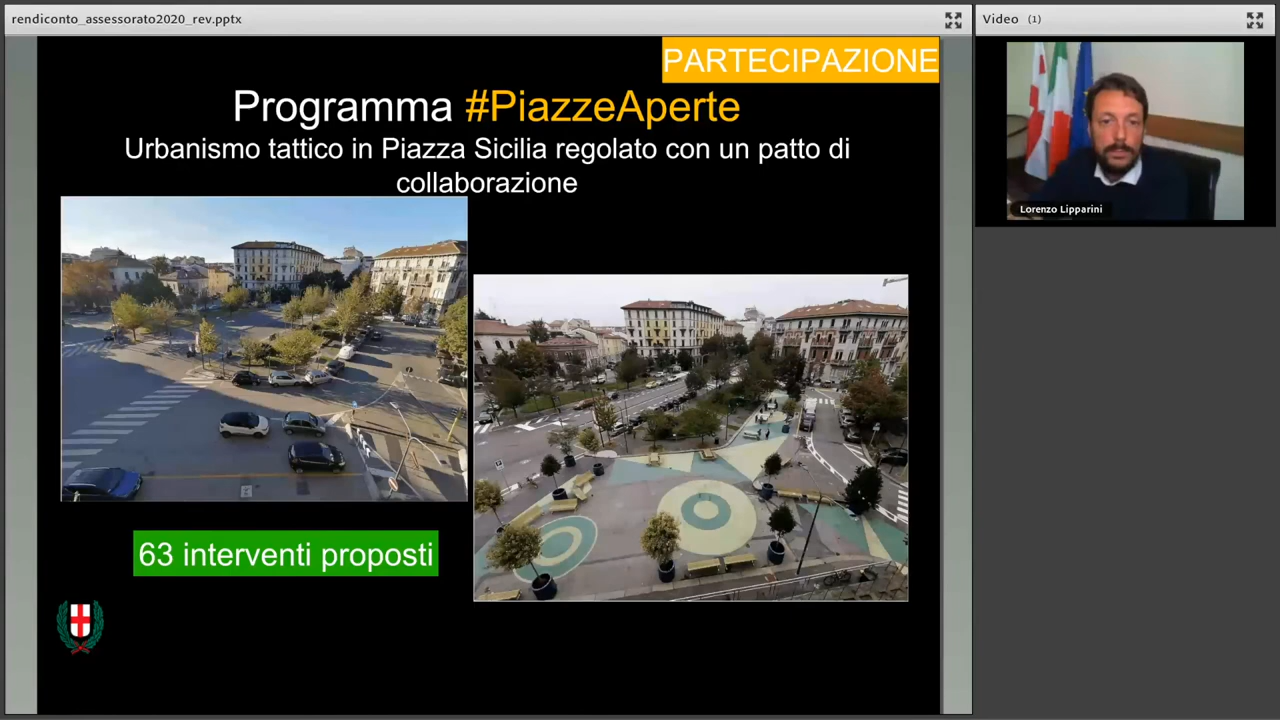 rendiconto_assessorato2020_rev.pptx
Video (1)
PARTECIPAZIONE
Programma #PiazzeAperte
Urbanismo tattico in Piazza Sicilia regolato con un patto di
collaborazione
Lorenzo Lipparini
63 interventi proposti